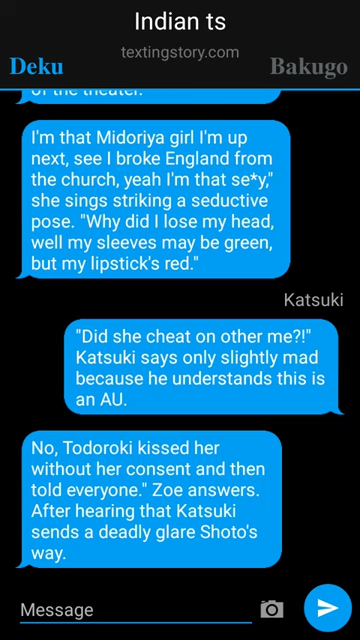 Indian ts
textingstory.com
Deku
Bakugo
of the theater.
I'm that Midoriya girl I'm up
next, see I broke England from
the church, yeah I'm that se*y,"
she sings striking a seductive
pose. "Why did I lose my head,
well my sleeves may be green,
but my lipstick's red."
Katsuki
"Did she cheat on other me?!"
Katsuki says only slightly mad
because he understands this is
an AU.
No, Todoroki kissed her
without her consent and then
told everyone." Zoe answers.
After hearing that Katsuki
sends a deadly glare Shoto's
way.
Message